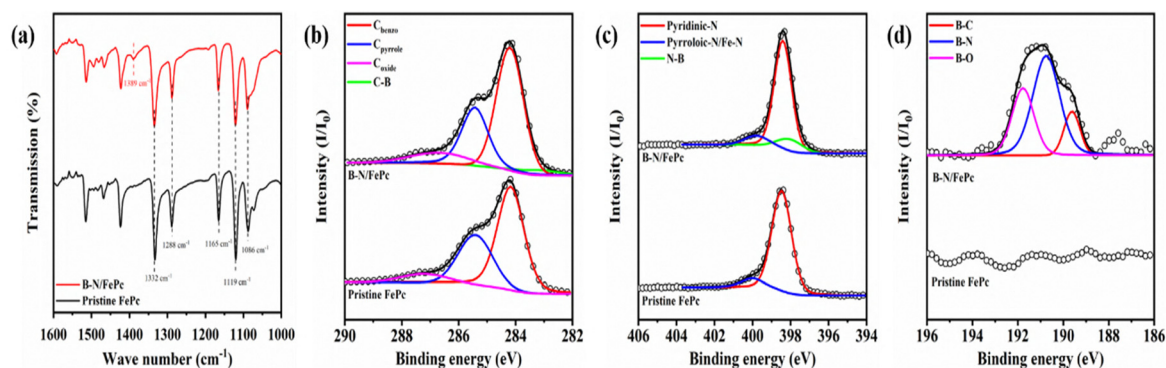 (a)
Transmission (%)
1389 cm⁻¹
1332 cm⁻¹
1288 cm⁻¹
1165 cm⁻¹
1119 cm⁻¹
1086 cm⁻¹
B-N/FePc
Pristine FePc
1600 1500 1400 1300 1200 1100 1000
Wave number (cm⁻¹)
(b)
Intensity (I/I₀)
C_benzo
C_pyrrole
C_oxide
C-B
B-N/FePc
Pristine FePc
290 288 286 284 282
Binding energy (eV)
(c)
Intensity (I/I₀)
Pyridinic-N
Pyrroloic-N/Fe-N
N-B
B-N/FePc
Pristine FePc
406 404 402 400 398 396 394
Binding energy (eV)
(d)
Intensity (I/I₀)
B-C
B-N
B-O
B-N/FePc
Pristine FePc
196 194 192 190 188 186
Binding energy (eV)